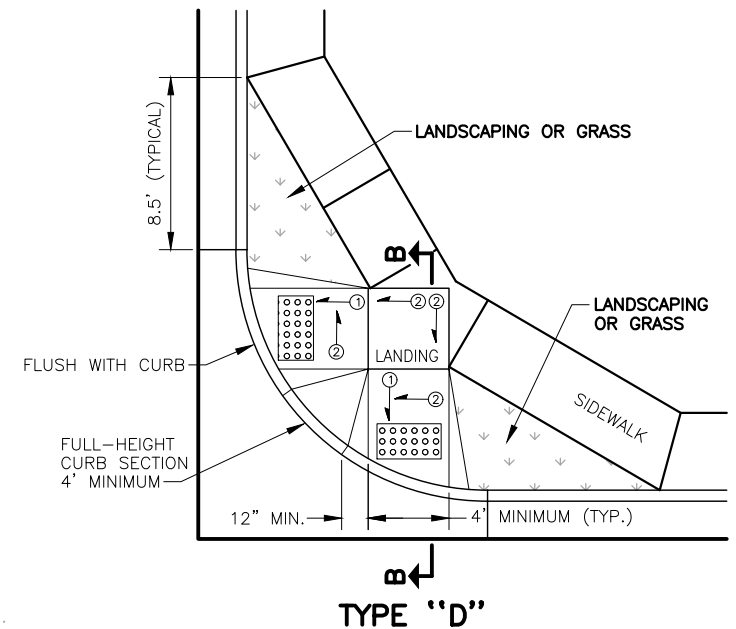 LANDSCAPING OR GRASS
8.5' (TYPICAL)
B
1
2 2
2
LANDING
LANDSCAPING
OR GRASS
FLUSH WITH CURB
1
2
SIDEWALK
FULL-HEIGHT
CURB SECTION
4' MINIMUM
12" MIN.
4' MINIMUM (TYP.)
B
TYPE "D"